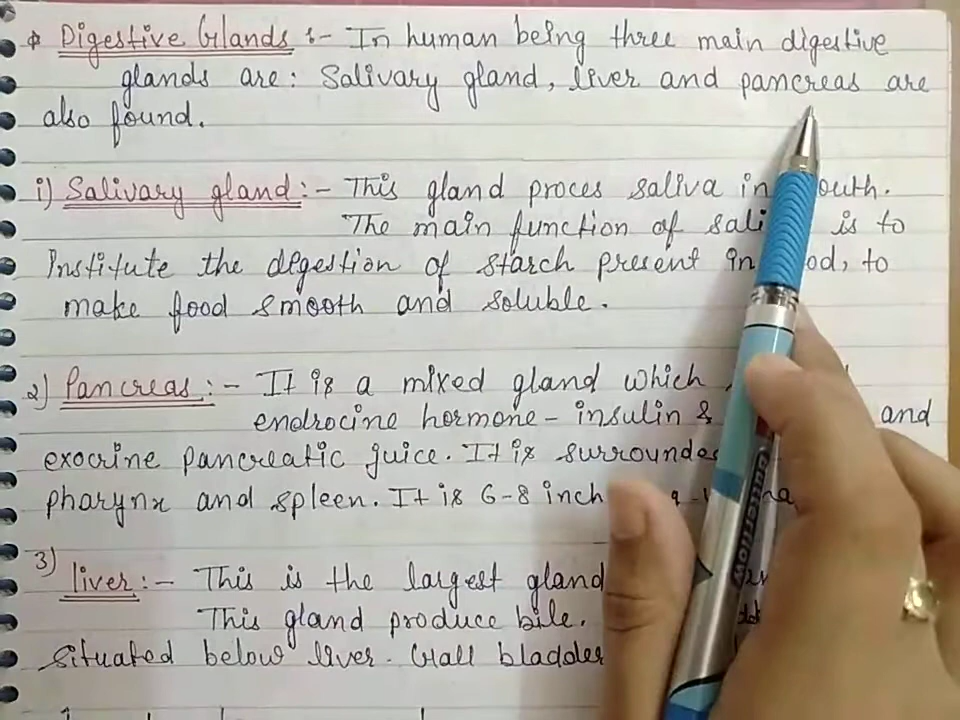 Digestive Glands :- In human being three main digestive
glands are: Salivary gland, liver and pancreas are
also found.
i) Salivary gland:- This gland proces saliva in outh.
The main function of sali is to
Institute the digestion of starch present in od, to
make food smooth and soluble.
2) Pancreas:- It is a mixed gland which
endrocine hormone - insulin & and
exocrine pancreatic juice. It is surrounde
pharynx and spleen. It is 6-8 inch
3) liver:- This is the largest gland
This gland produce bile.
situated below liver. Gall bladder